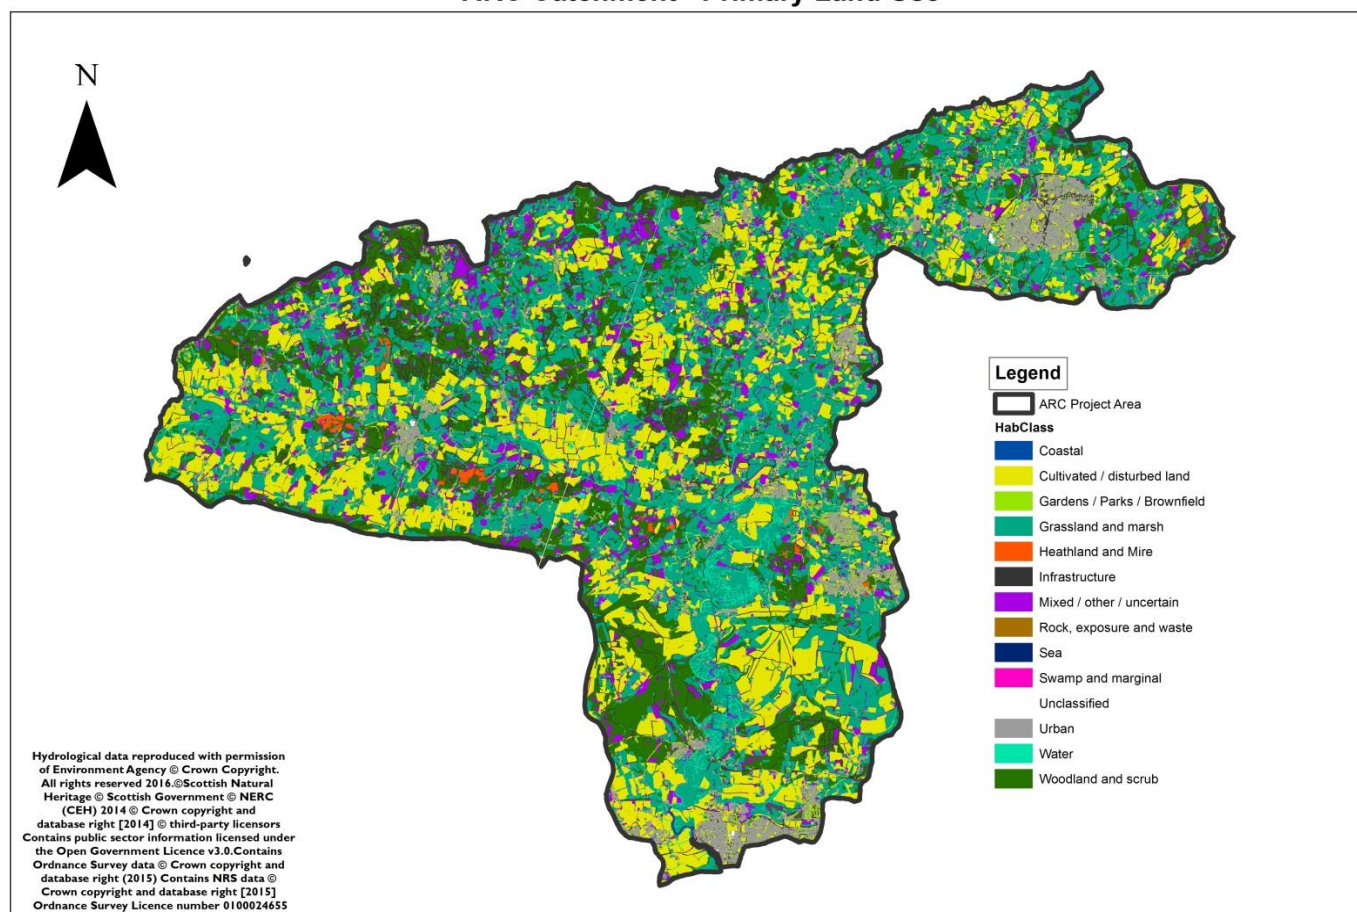 N
Legend
ARC Project Area
HabClass
Coastal
Cultivated / disturbed land
Gardens / Parks / Brownfield
Grassland and marsh
Heathland and Mire
Infrastructure
Mixed / other / uncertain
Rock, exposure and waste
Sea
Swamp and marginal
Unclassified
Urban
Water
Woodland and scrub
Hydrological data reproduced with permission
of Environment Agency © Crown Copyright.
All rights reserved 2016.©Scottish Natural
Heritage © Scottish Government © NERC
(CEH) 2014 © Crown copyright and
database right [2014] © third-party licensors
Contains public sector information licensed under
the Open Government Licence v3.0.Contains
Ordnance Survey data © Crown copyright and
database right (2015) Contains NRS data ©
Crown copyright and database right [2015]
Ordnance Survey Licence number 0100024655